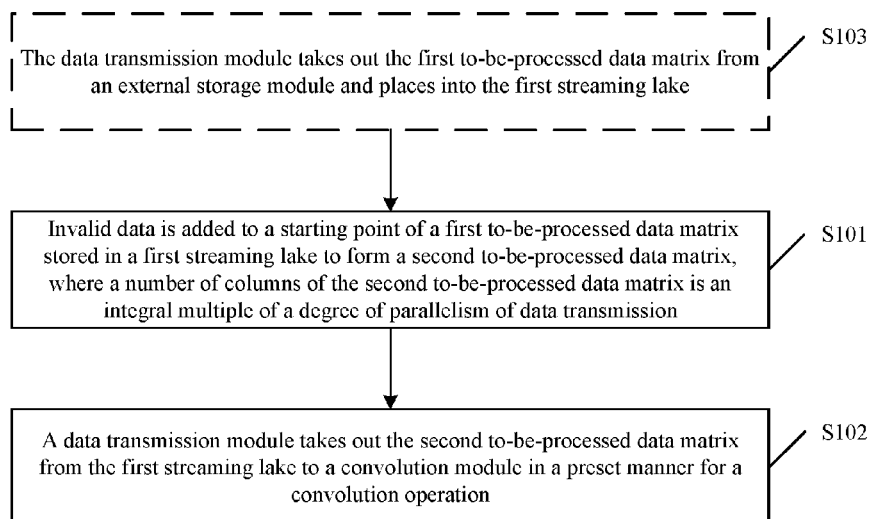 The data transmission module takes out the first to-be-processed data matrix from
an external storage module and places into the first streaming lake
S103
Invalid data is added to a starting point of a first to-be-processed data matrix
stored in a first streaming lake to form a second to-be-processed data matrix,
where a number of columns of the second to-be-processed data matrix is an
integral multiple of a degree of parallelism of data transmission
S101
A data transmission module takes out the second to-be-processed data matrix
from the first streaming lake to a convolution module in a preset manner for a
convolution operation
S102